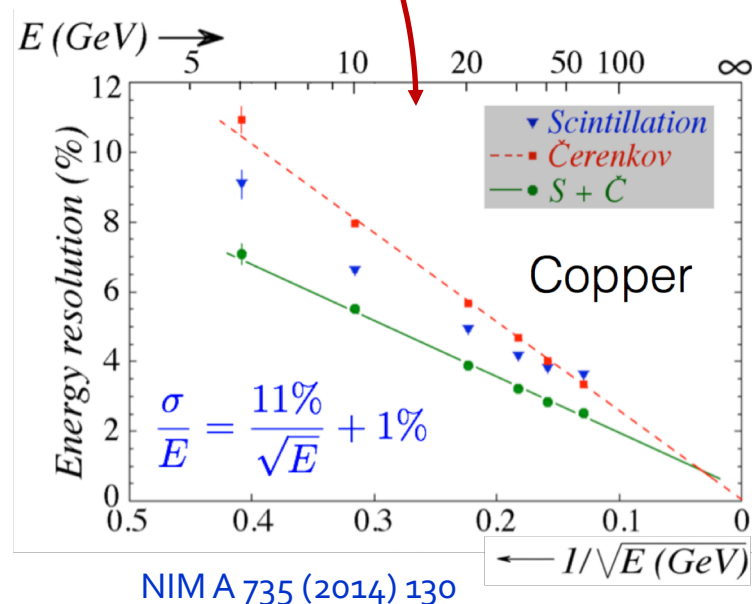 E (GeV) ⟶
5 10 20 50 100 ∞
Energy resolution (%)
12
10
8
6
4
2
0
Scintillation
Čerenkov
S + Č
Copper
σ/E = 11%/√E + 1%
0.5 0.4 0.3 0.2 0.1 0
⟵ 1/√E (GeV)
NIM A 735 (2014) 130